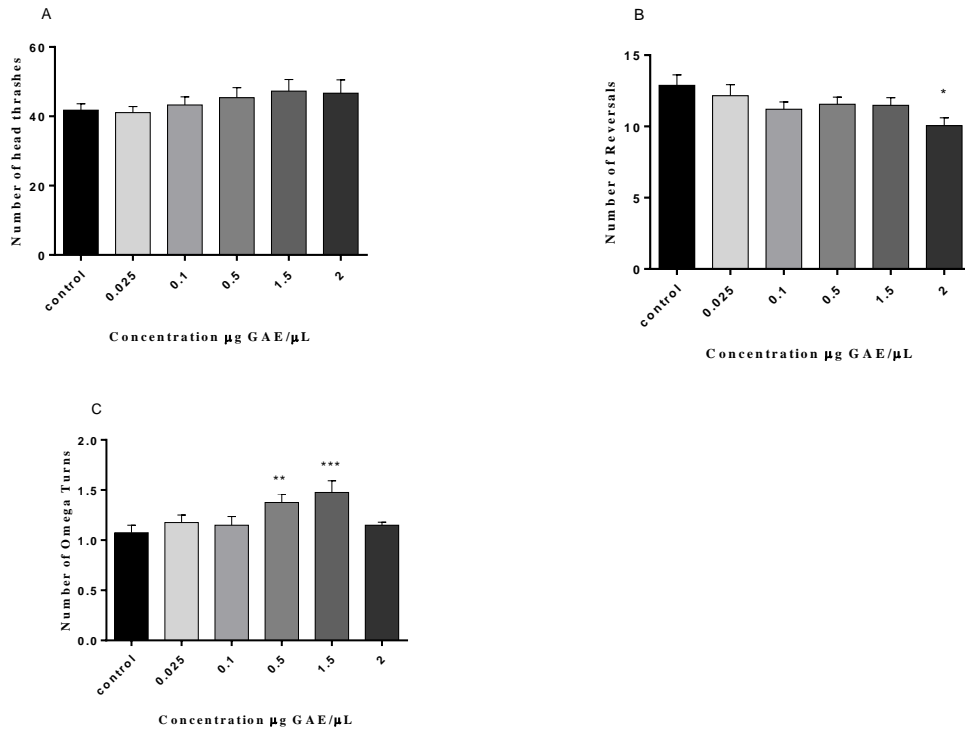 A
Number of head thrashes
60
40
20
0
control
0.025
0.1
0.5
1.5
2
Concentration µg GAE/µL
B
Number of Reversals
15
10
5
0
*
control
0.025
0.1
0.5
1.5
2
Concentration µg GAE/µL
C
Number of Omega Turns
2.0
1.5
1.0
0.5
0.0
**
***
control
0.025
0.1
0.5
1.5
2
Concentration µg GAE/µL